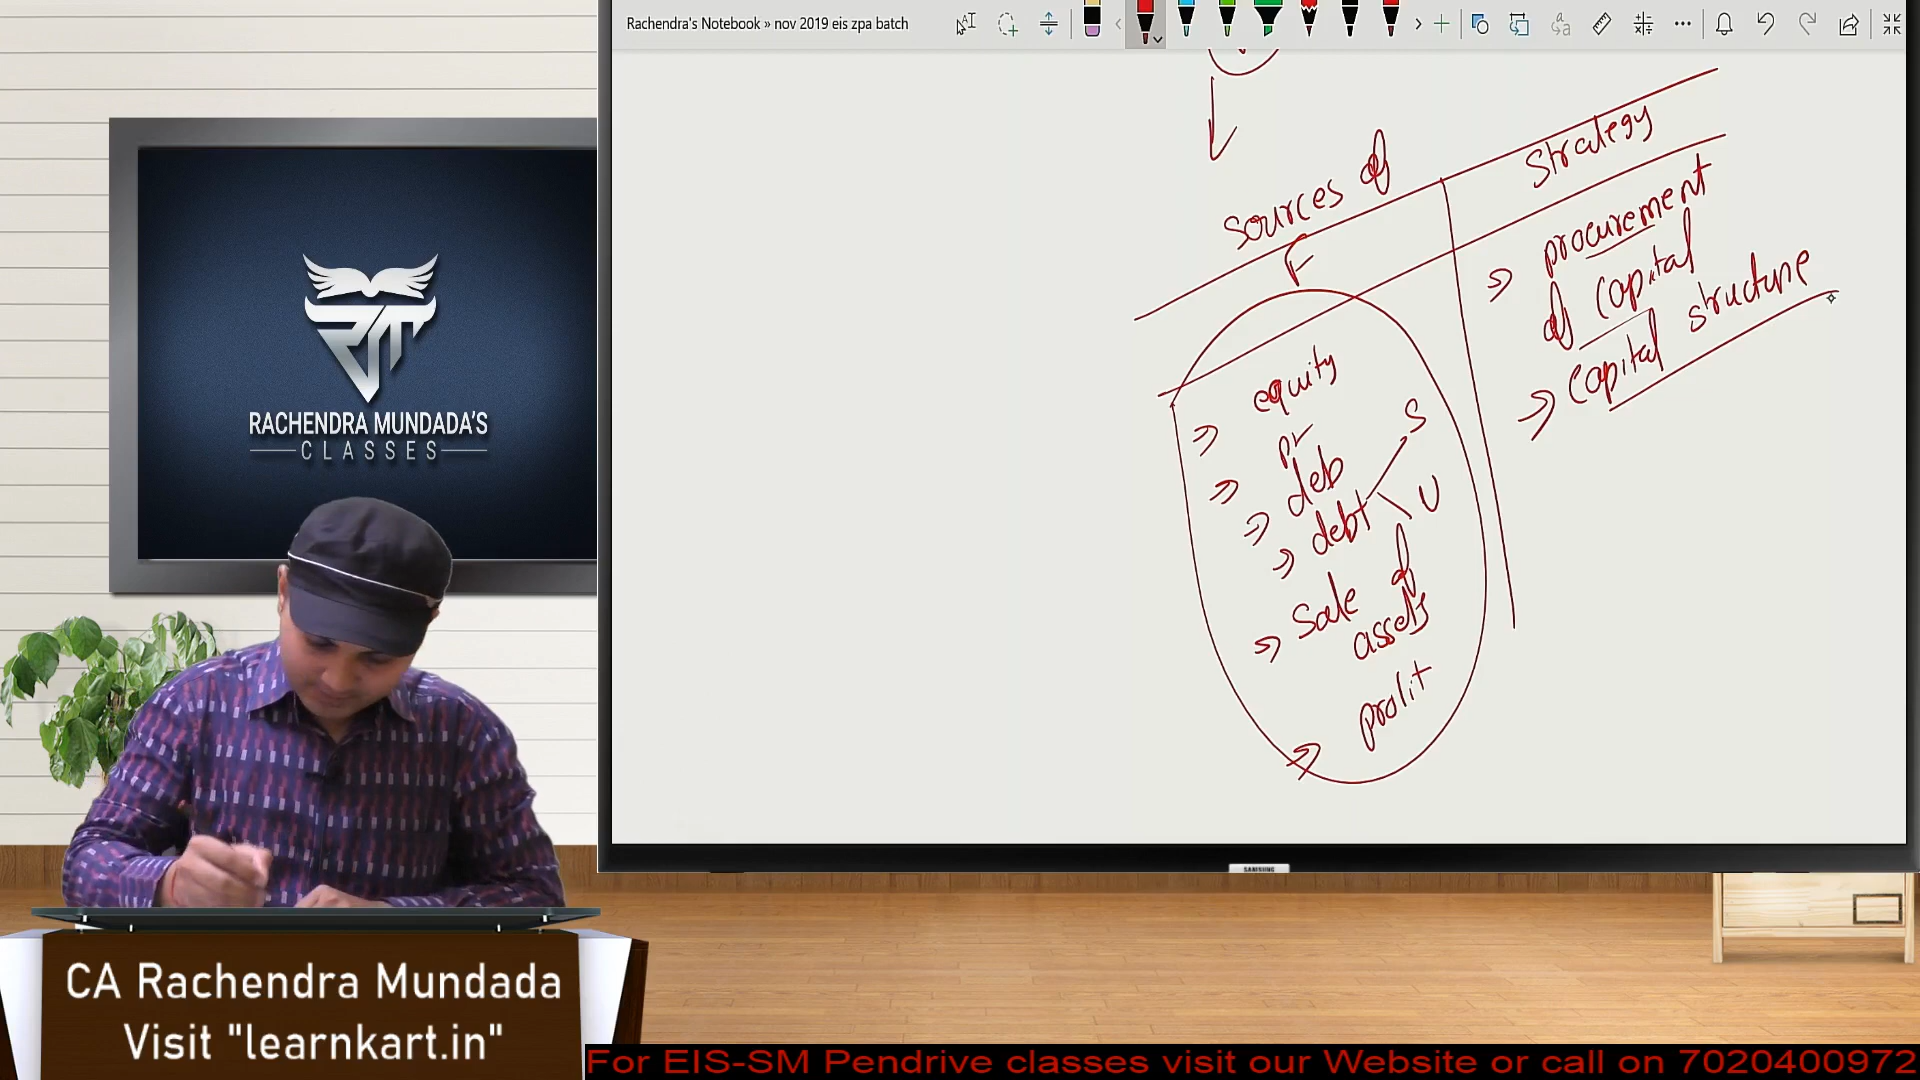 Rachendra's Notebook » nov 2019 eis zpa batch
Sources of
F
Strategy
equity
pr
deb
debt
S
U
Sale of
assets
profit
procurement
of capital
capital structure
RACHENDRA MUNDADA'S
CLASSES
SAMSUNG
CA Rachendra Mundada
Visit "learnkart.in"
For EIS-SM Pendrive classes visit our Website or call on 7020400972